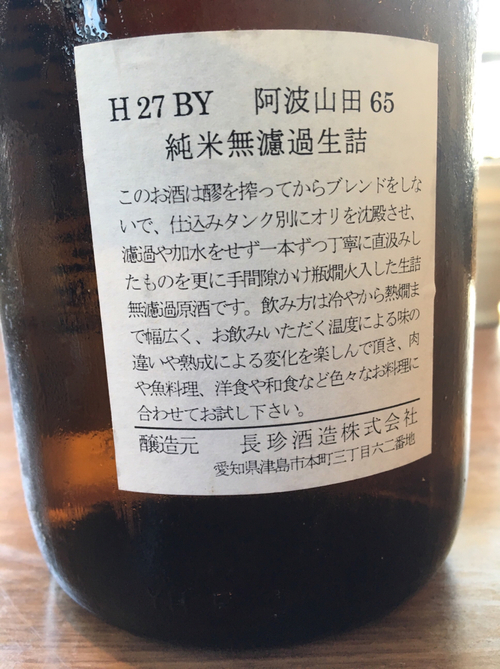 H 27 BY 阿波山田 65
純米無濾過生詰
このお酒は醪を搾ってからブレンドをしな
いで、仕込みタンク別にオリを沈殿させ、
濾過や加水をせず一本ずつ丁寧に直汲みし
たものを更に手間隙かけ瓶燗火入した生詰
無濾過原酒です。飲み方は冷やから熱燗ま
で幅広く、お飲みいただく温度による味の
違いや熟成による変化を楽しんで頂き、肉
や魚料理、洋食や和食など色々なお料理に
合わせてお試し下さい。
醸造元 長珍酒造株式会社
愛知県津島市本町三丁目六二番地